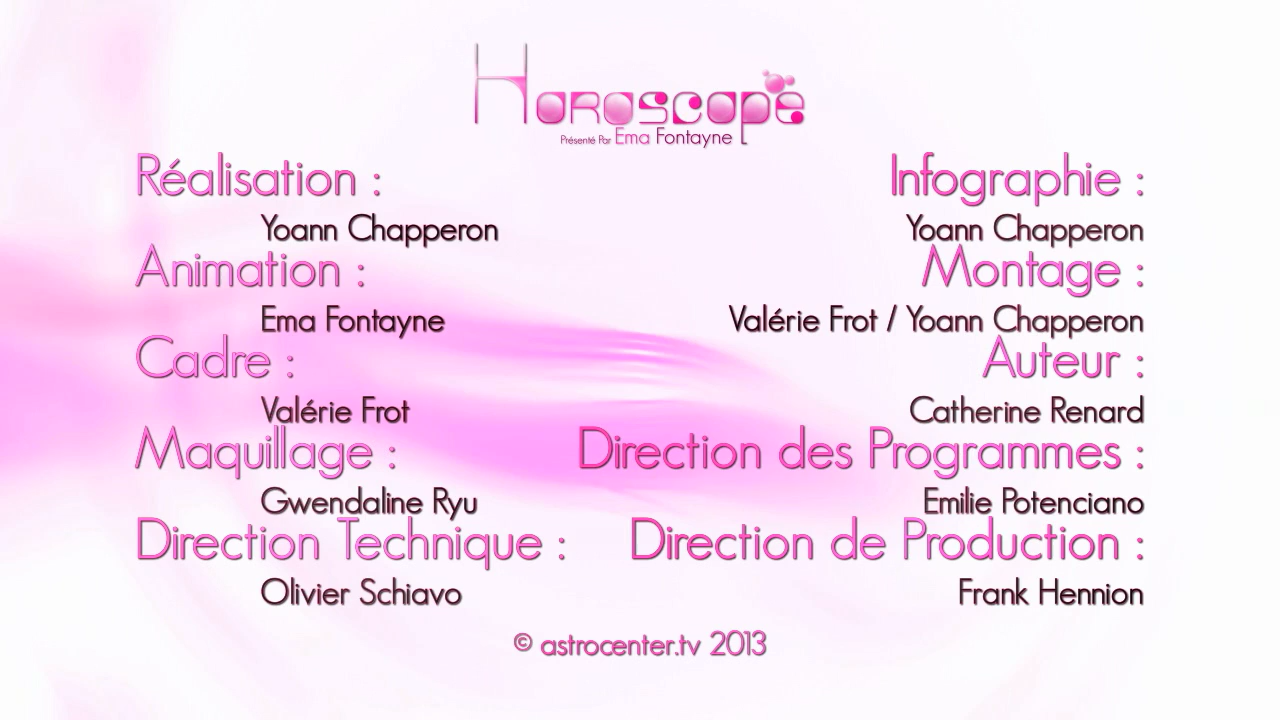 Horoscope
Présenté Par Ema Fontayne
Réalisation :
Yoann Chapperon
Animation :
Ema Fontayne
Cadre :
Valérie Frot
Maquillage :
Gwendaline Ryu
Direction Technique :
Olivier Schiavo
Infographie :
Yoann Chapperon
Montage :
Valérie Frot / Yoann Chapperon
Auteur :
Catherine Renard
Direction des Programmes :
Emilie Potenciano
Direction de Production :
Frank Hennion
© astrocenter.tv 2013